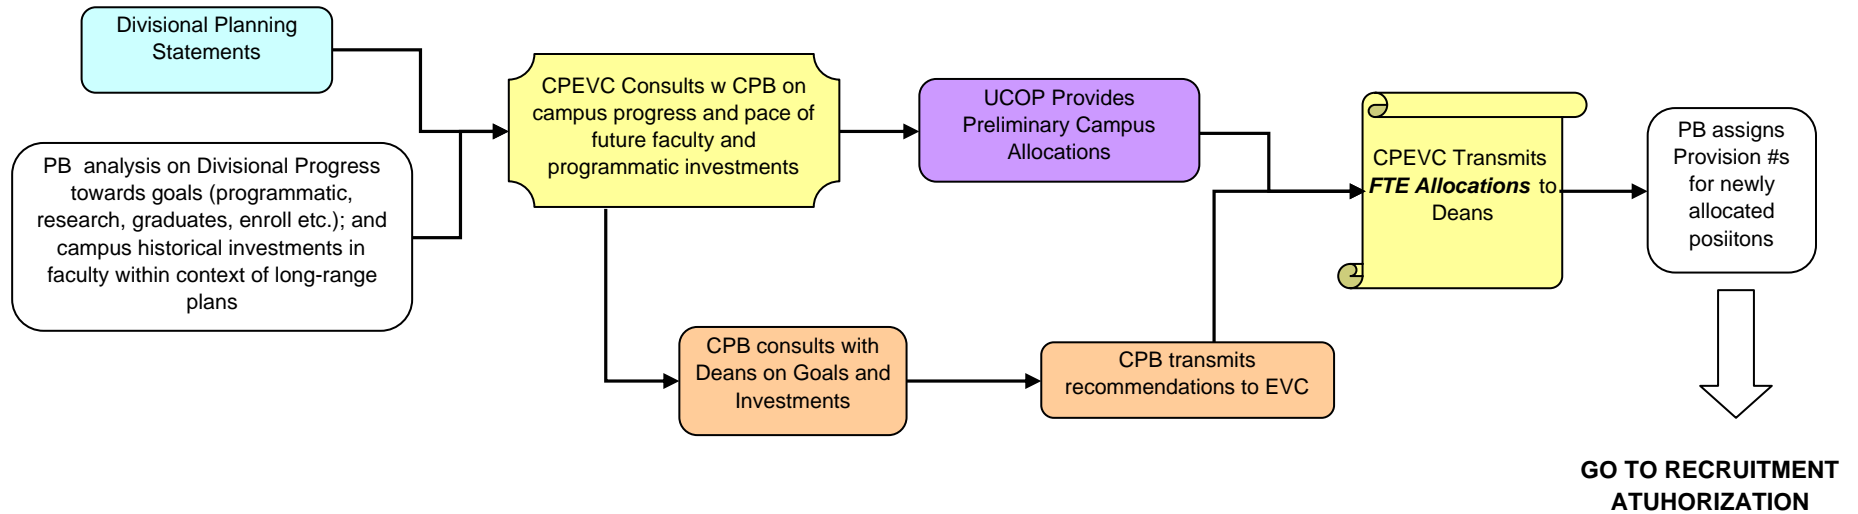 Divisional Planning
Statements
PB analysis on Divisional Progress
towards goals (programmatic,
research, graduates, enroll etc.); and
campus historical investments in
faculty within context of long-range
plans
CPEVC Consults w CPB on
campus progress and pace of
future faculty and
programmatic investments
UCOP Provides
Preliminary Campus
Allocations
CPB consults with
Deans on Goals and
Investments
CPB transmits
recommendations to EVC
CPEVC Transmits
FTE Allocations to
Deans
PB assigns
Provision #s
for newly
allocated
posiitons
GO TO RECRUITMENT
ATUHORIZATION